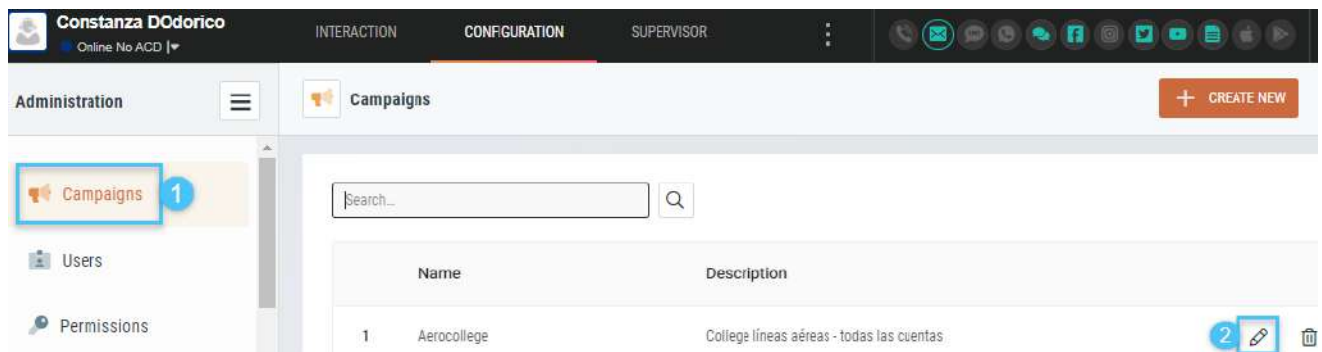 Constanza DOdorico
Online No ACD
INTERACTION CONFIGURATION SUPERVISOR
Administration
Campaigns
+ CREATE NEW
Campaigns 1
Users
Permissions
Search...
Name Description
1 Aerocollege College líneas aéreas - todas las cuentas 2